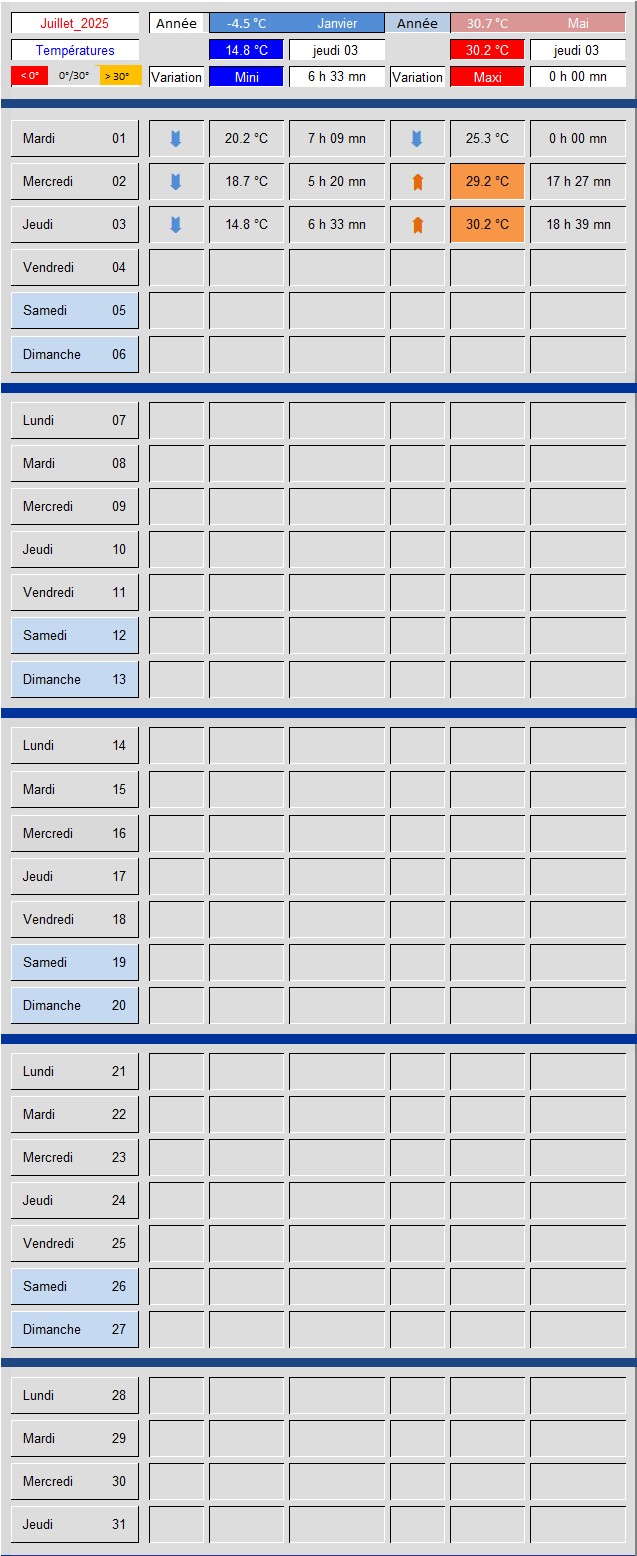 Juillet_2025 Année -4.5 °C Janvier Année 30.7 °C Mai
Températures 14.8 °C jeudi 03 30.2 °C jeudi 03
< 0° 0°/30° > 30° Variation Mini 6 h 33 mn Variation Maxi 0 h 00 mn
Mardi 01 20.2 °C 7 h 09 mn 25.3 °C 0 h 00 mn
Mercredi 02 18.7 °C 5 h 20 mn 29.2 °C 17 h 27 mn
Jeudi 03 14.8 °C 6 h 33 mn 30.2 °C 18 h 39 mn
Vendredi 04
Samedi 05
Dimanche 06
Lundi 07
Mardi 08
Mercredi 09
Jeudi 10
Vendredi 11
Samedi 12
Dimanche 13
Lundi 14
Mardi 15
Mercredi 16
Jeudi 17
Vendredi 18
Samedi 19
Dimanche 20
Lundi 21
Mardi 22
Mercredi 23
Jeudi 24
Vendredi 25
Samedi 26
Dimanche 27
Lundi 28
Mardi 29
Mercredi 30
Jeudi 31